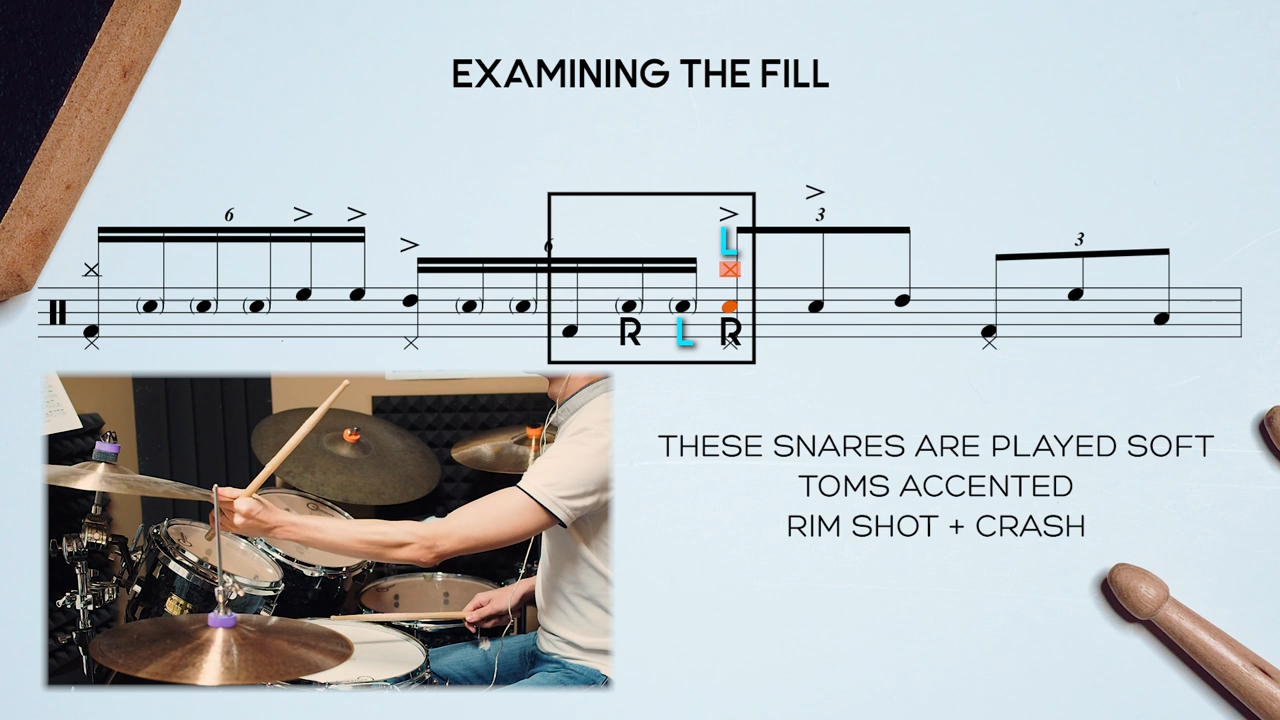 EXAMINING THE FILL
6
6
3
3
L
R L R
THESE SNARES ARE PLAYED SOFT
TOMS ACCENTED
RIM SHOT + CRASH